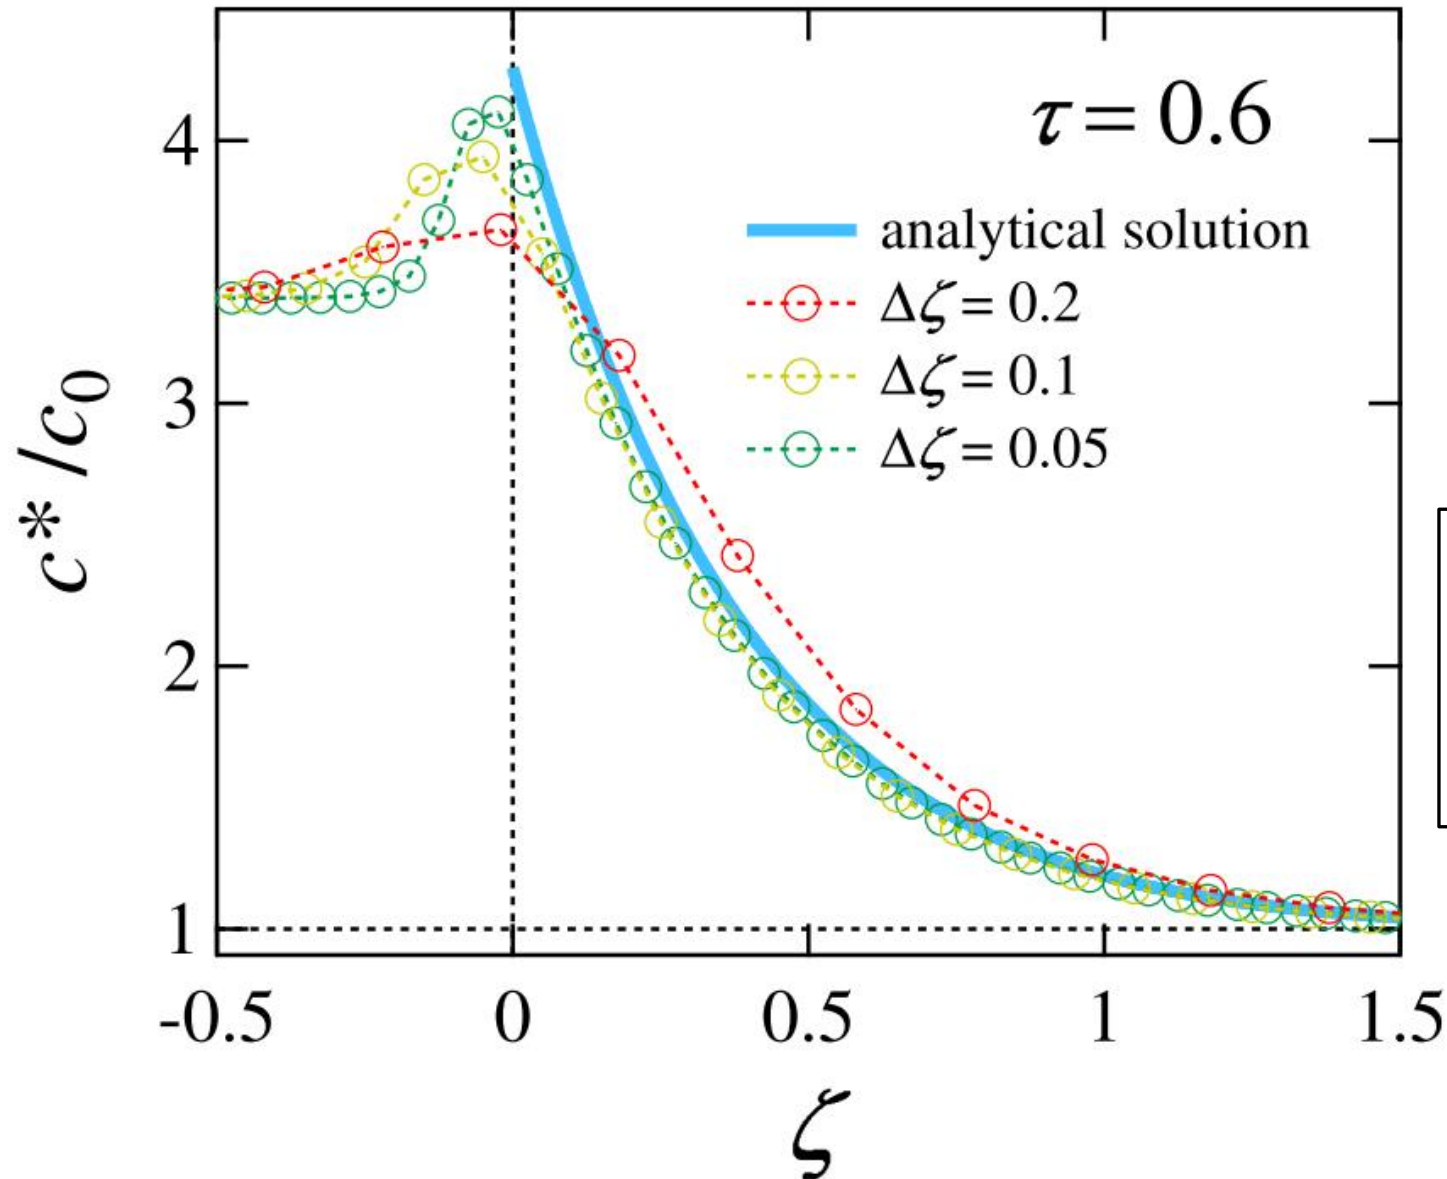 τ = 0.6
analytical solution
Δζ = 0.2
Δζ = 0.1
Δζ = 0.05
c* /c₀
4
3
2
1
-0.5 0 0.5 1 1.5
ζ